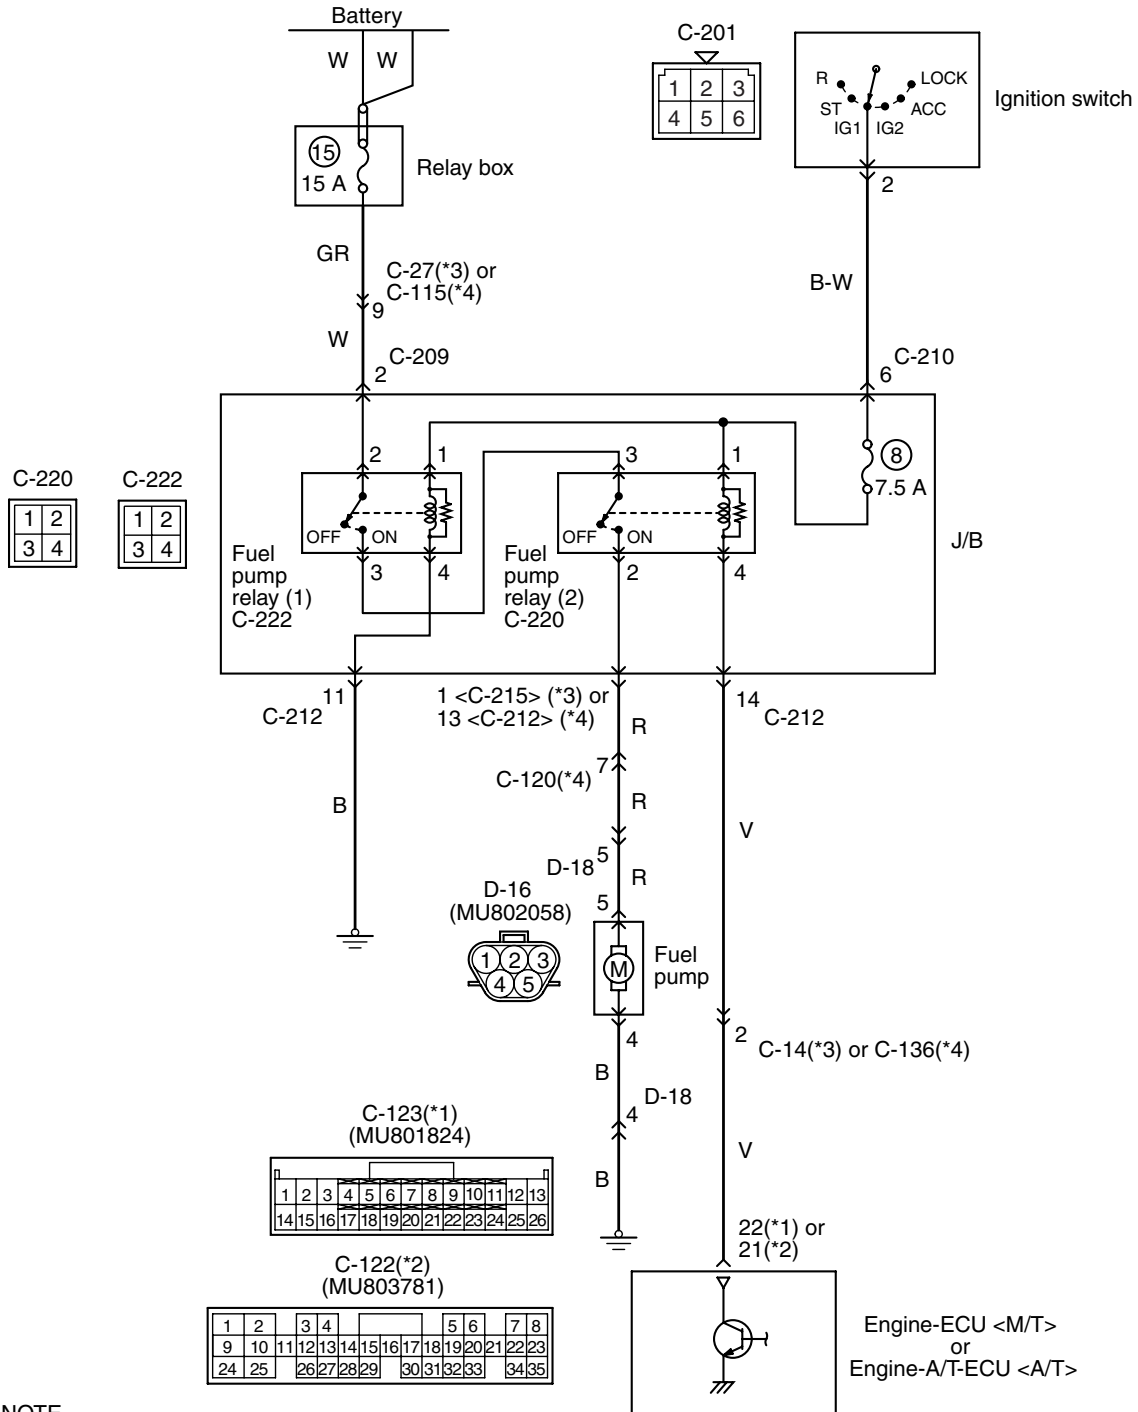 Battery
W W
C-201
1 2 3
4 5 6
R
LOCK
ST
ACC
IG1 IG2
Ignition switch
15
15 A
Relay box
2
GR
C-27(*3) or
C-115(*4)
9
B-W
W
C-209
2
C-210
6
2 1 3 1
8
7.5 A
C-220
1 2
3 4
C-222
1 2
3 4
OFF ON
OFF ON
J/B
3 4
2 4
Fuel
pump
relay (1)
C-222
Fuel
pump
relay (2)
C-220
11
C-212
1 <C-215> (*3) or
13 <C-212> (*4)
14
C-212
R
7
C-120(*4)
B
R
V
5
D-18
R
D-16
(MU802058)
1 2 3
4 5
5
M
Fuel
pump
4
2
C-14(*3) or C-136(*4)
B
D-18
4
C-123(*1)
(MU801824)
1 2 3 4 5 6 7 8 9 10 11 12 13
14 15 16 17 18 19 20 21 22 23 24 25 26
V
B
22(*1) or
21(*2)
C-122(*2)
(MU803781)
1 2 3 4 5 6 7 8
9 10 11 12 13 14 15 16 17 18 19 20 21 22 23
24 25 26 27 28 29 30 31 32 33 34 35
Engine-ECU <M/T>
or
Engine-A/T-ECU <A/T>
NOTE